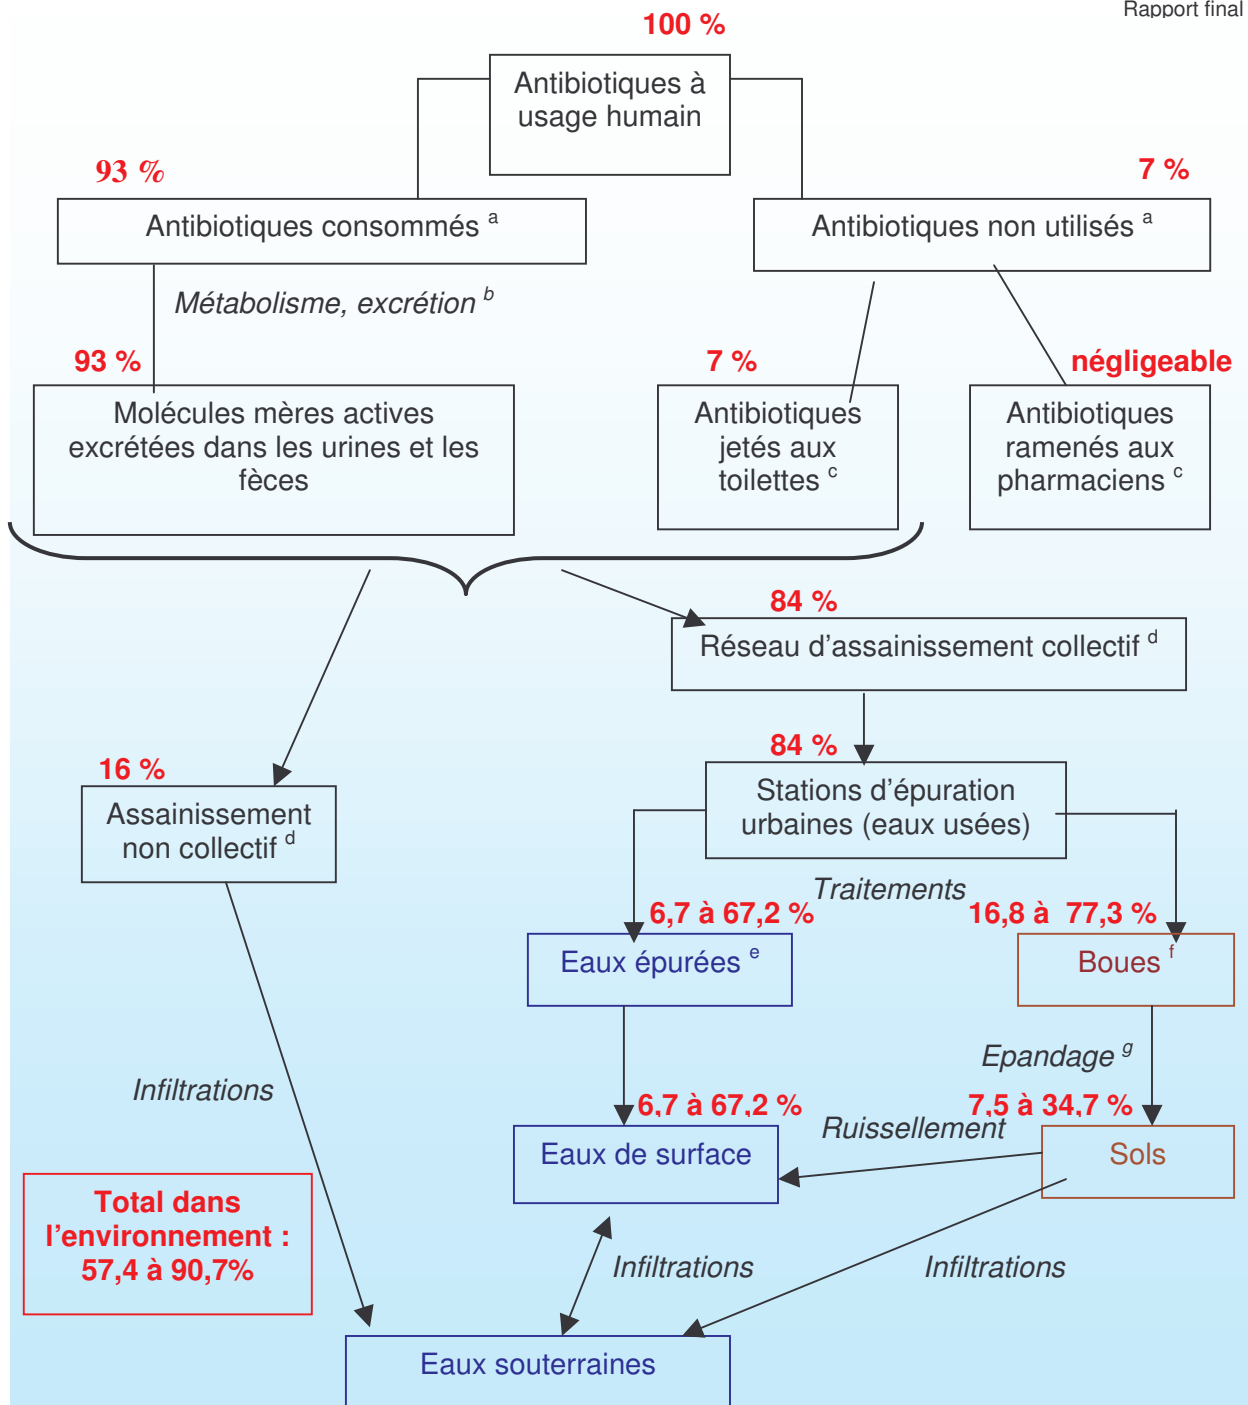 Rapport final
100 %
Antibiotiques à
usage humain
93 %
7 %
Antibiotiques consommés a
Antibiotiques non utilisés a
Métabolisme, excrétion b
93 %
7 %
négligeable
Molécules mères actives
excrétées dans les urines et les
fèces
Antibiotiques
jetés aux
toilettes c
Antibiotiques
ramenés aux
pharmaciens c
84 %
Réseau d'assainissement collectif d
84 %
16 %
Stations d'épuration
urbaines (eaux usées)
Assainissement
non collectif d
Traitements
6,7 à 67,2 %
16,8 à 77,3 %
Eaux épurées e
Boues f
Epandage g
Infiltrations
6,7 à 67,2 %
7,5 à 34,7 %
Ruissellement
Eaux de surface
Sols
Total dans
l'environnement :
57,4 à 90,7%
Infiltrations
Infiltrations
Eaux souterraines